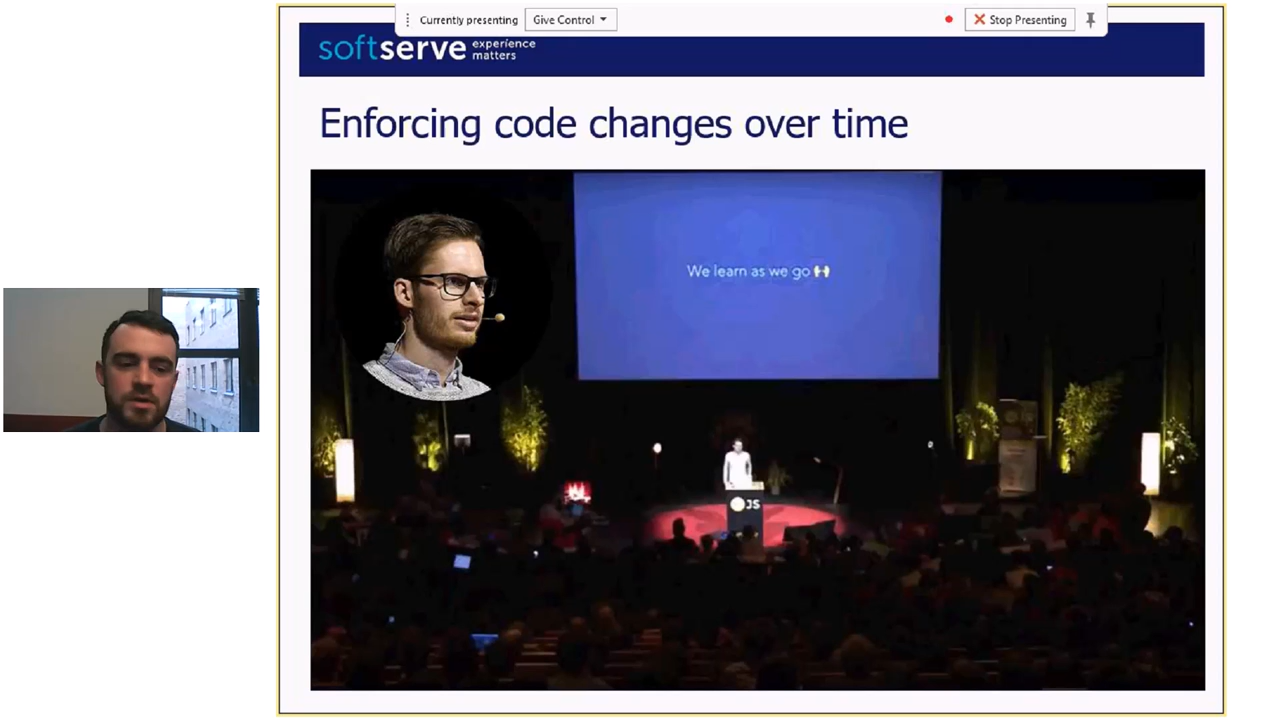 Currently presenting
Give Control
Stop Presenting
softserve experience matters
Enforcing code changes over time
We learn as we go
JS